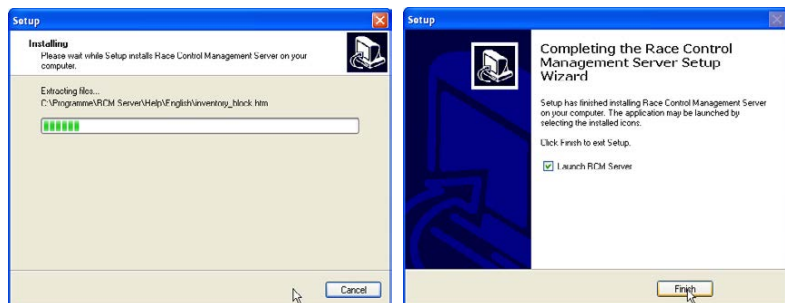 Setup
Installing
Please wait while Setup installs Race Control Management Server on your
computer.
Extracting files...
C:\Programme\RCM Server\Help\English\inventory_block.htm
Cancel
Setup
Completing the Race Control
Management Server Setup
Wizard
Setup has finished installing Race Control Management Server
on your computer. The application may be launched by
selecting the installed icons.
Click Finish to exit Setup.
Launch RCM Server
Finish